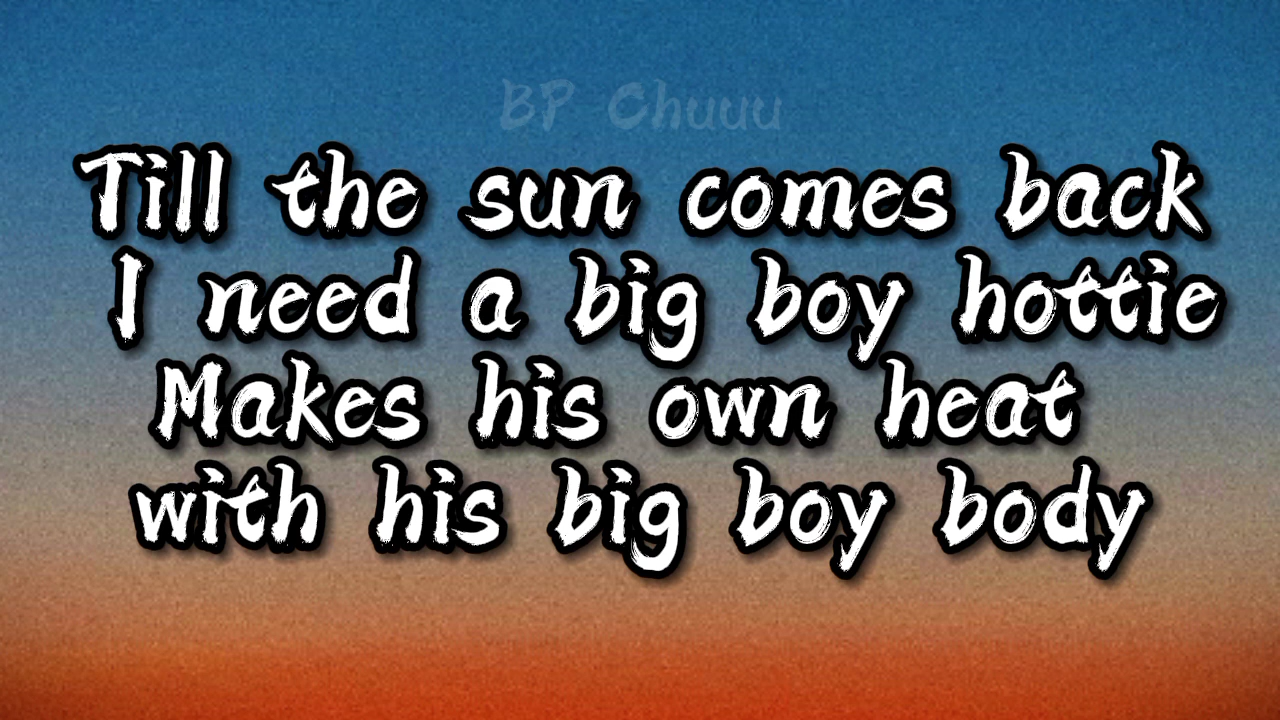 BP Chuuu
Till the sun comes back
I need a big boy hottie
Makes his own heat
with his big boy body